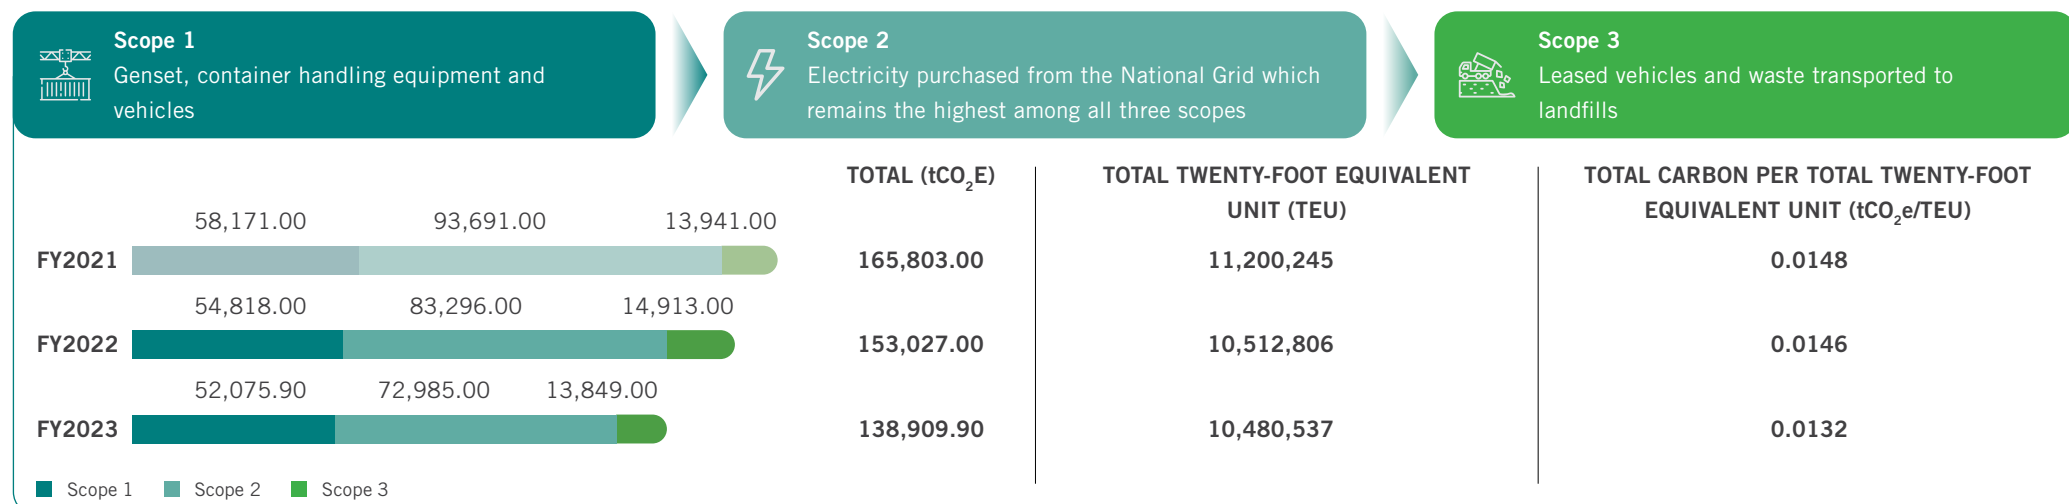 Scope 1
Genset, container handling equipment and
vehicles
Scope 2
Electricity purchased from the National Grid which
remains the highest among all three scopes
Scope 3
Leased vehicles and waste transported to
landfills
TOTAL (tCO₂E)
TOTAL TWENTY-FOOT EQUIVALENT
UNIT (TEU)
TOTAL CARBON PER TOTAL TWENTY-FOOT
EQUIVALENT UNIT (tCO₂e/TEU)
58,171.00 93,691.00 13,941.00
FY2021 165,803.00 11,200,245 0.0148
54,818.00 83,296.00 14,913.00
FY2022 153,027.00 10,512,806 0.0146
52,075.90 72,985.00 13,849.00
FY2023 138,909.90 10,480,537 0.0132
Scope 1 Scope 2 Scope 3